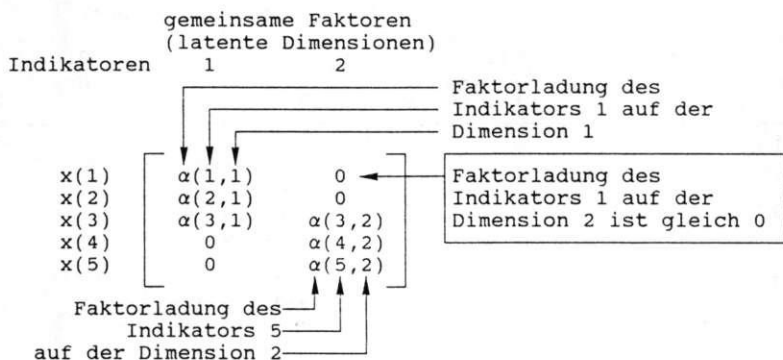 gemeinsame Faktoren
(latente Dimensionen)
Indikatoren 1 2
Faktorladung des
Indikators 1 auf der
Dimension 1
x(1) α(1,1) 0
x(2) α(2,1) 0
x(3) α(3,1) α(3,2)
x(4) 0 α(4,2)
x(5) 0 α(5,2)
Faktorladung des
Indikators 1 auf der
Dimension 2 ist gleich 0
Faktorladung des
Indikators 5
auf der Dimension 2